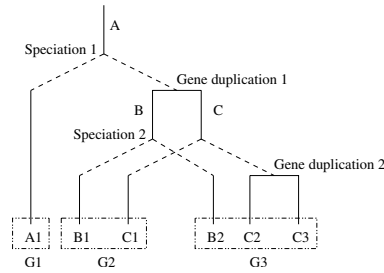 A
Speciation 1
Gene duplication 1
B C
Speciation 2
Gene duplication 2
A1 B1 C1 B2 C2 C3
G1 G2 G3